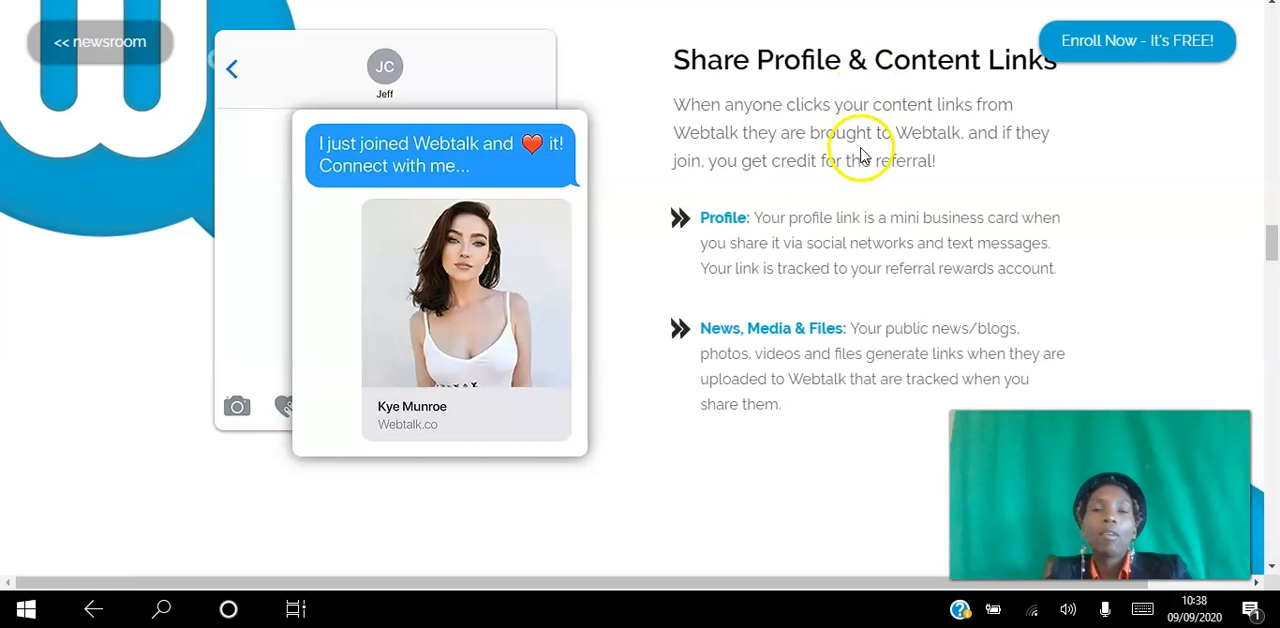 << newsroom
Enroll Now - It's FREE!
JC
Jeff
I just joined Webtalk and ❤️ it!
Connect with me...
Kye Munroe
Webtalk.co
Share Profile & Content Links
When anyone clicks your content links from
Webtalk they are brought to Webtalk, and if they
join, you get credit for the referral!
Profile: Your profile link is a mini business card when
you share it via social networks and text messages.
Your link is tracked to your referral rewards account.
News, Media & Files: Your public news/blogs,
photos, videos and files generate links when they are
uploaded to Webtalk that are tracked when you
share them.
10:38
09/09/2020